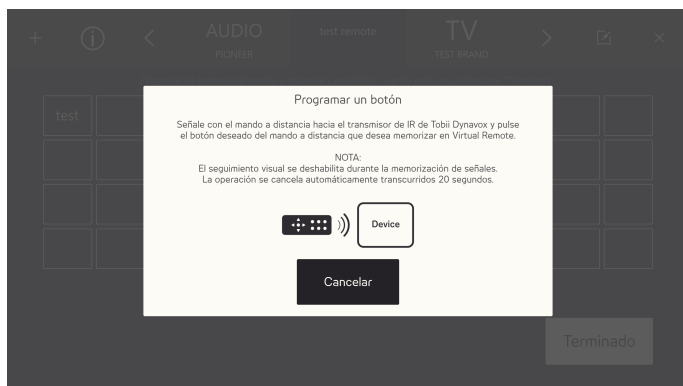 AUDIO
PIONEER
test remote
TV
TEST BRAND
test
Programar un botón
Señale con el mando a distancia hacia el transmisor de IR de Tobii Dynavox y pulse
el botón deseado del mando a distancia que desea memorizar en Virtual Remote.
NOTA:
El seguimiento visual se deshabilita durante la memorización de señales.
La operación se cancela automáticamente transcurridos 20 segundos.
Device
Cancelar
Terminado